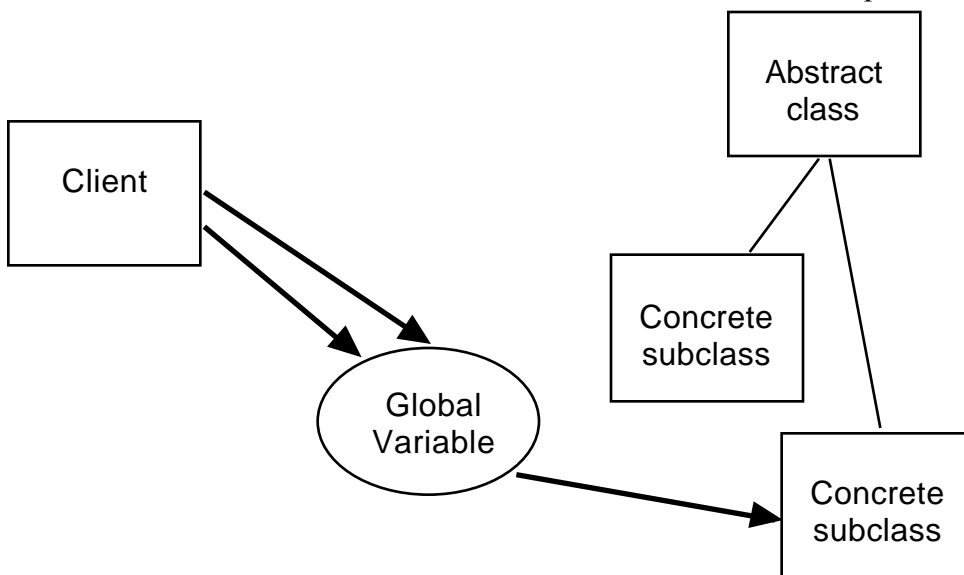 Abstract
class
Client
Concrete
subclass
Global
Variable
Concrete
subclass